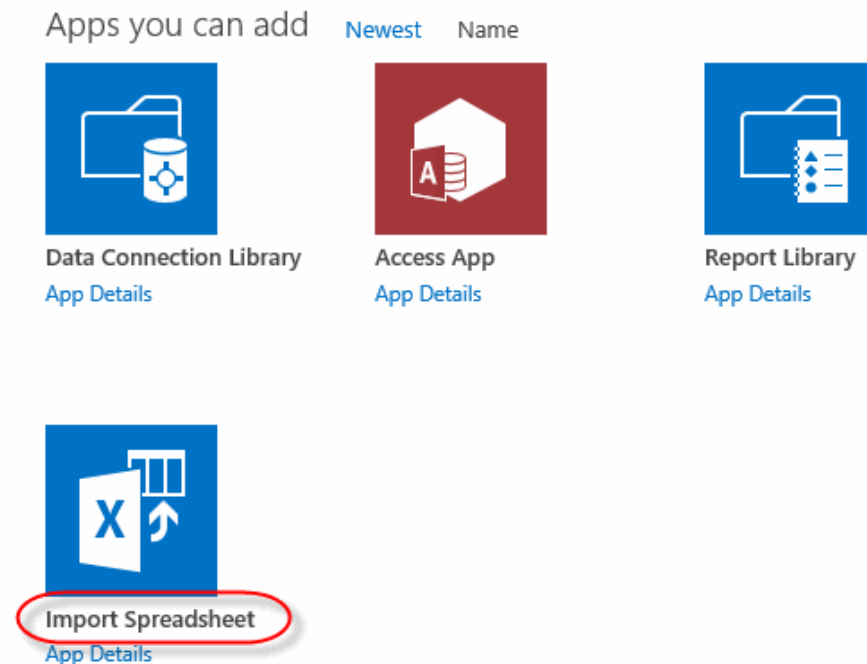 Apps you can add Newest Name
A
Data Connection Library Access App Report Library
App Details App Details App Details
X
Import Spreadsheet
App Details